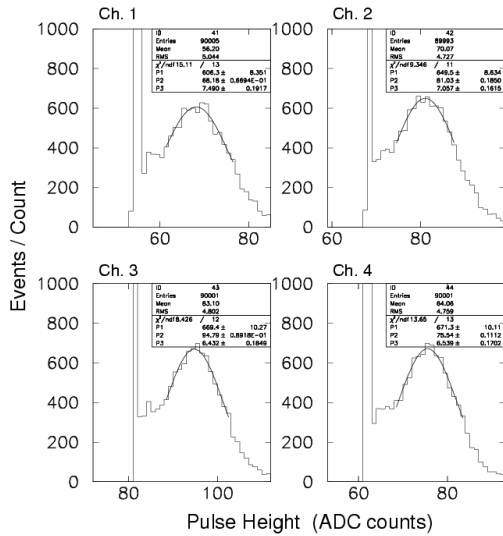 Ch. 1
ID 41
Entries 90005
Mean 56.20
RMS 5.044
χ²/ndf 15.11 / 13
P1 606.3 ± 8.351
P2 68.18 ± 0.6694E-01
P3 7.490 ± 0.1917
1000
800
600
400
200
0
60 80
Ch. 2
ID 42
Entries 89993
Mean 70.07
RMS 4.727
χ²/ndf 9.346 / 11
P1 649.5 ± 8.634
P2 81.03 ± 0.1850
P3 7.057 ± 0.1615
1000
800
600
400
200
0
60 80
Ch. 3
ID 43
Entries 90001
Mean 83.10
RMS 4.802
χ²/ndf 8.426 / 12
P1 669.4 ± 10.27
P2 94.79 ± 0.8918E-01
P3 6.432 ± 0.1849
1000
800
600
400
200
0
80 100
Ch. 4
ID 44
Entries 90001
Mean 64.06
RMS 4.759
χ²/ndf 13.65 / 13
P1 671.3 ± 10.11
P2 75.54 ± 0.1112
P3 6.539 ± 0.1702
1000
800
600
400
200
0
60 80
Events / Count
Pulse Height (ADC counts)